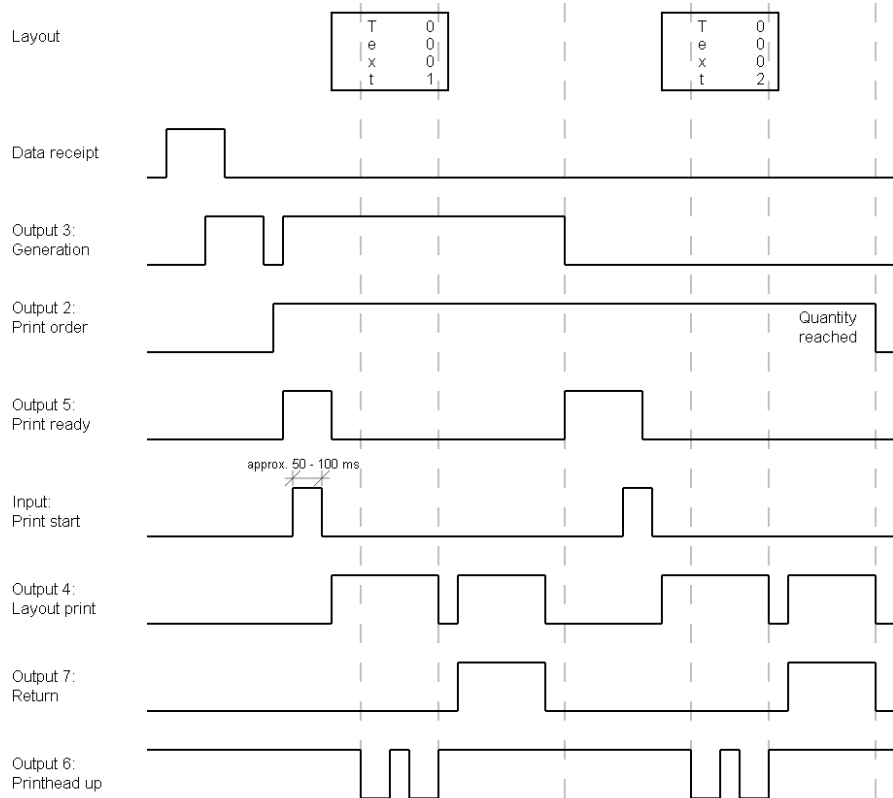 Layout
T 0
e 0
x 0
t 1
T 0
e 0
x 0
t 2
Data receipt
Output 3:
Generation
Output 2:
Print order
Quantity
reached
Output 5:
Print ready
approx. 50 - 100 ms
Input:
Print start
Output 4:
Layout print
Output 7:
Return
Output 6:
Printhead up